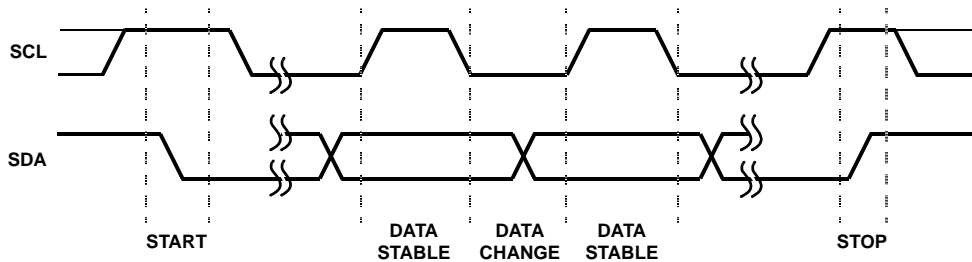 SCL
SDA
START
DATA
STABLE
DATA
CHANGE
DATA
STABLE
STOP